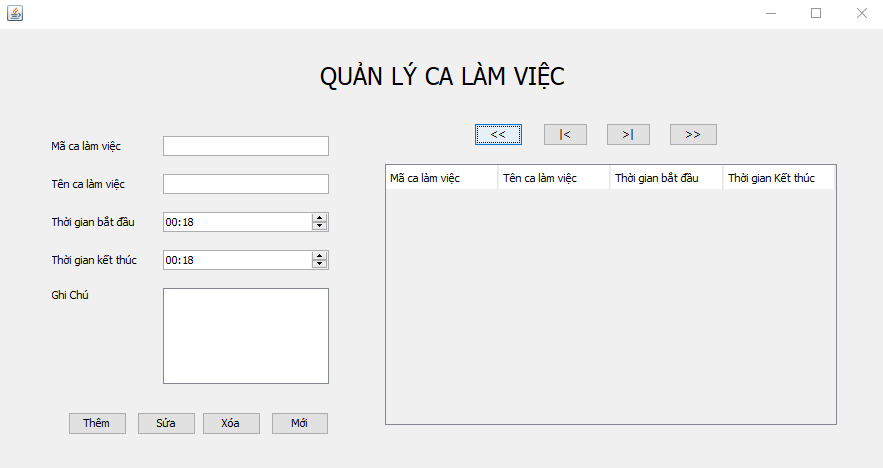 QUẢN LÝ CA LÀM VIỆC
<< |< >| >>
Mã ca làm việc
Tên ca làm việc
Thời gian bắt đầu 00:18
Thời gian kết thúc 00:18
Ghi Chú
Mã ca làm việc Tên ca làm việc Thời gian bắt đầu Thời gian Kết thúc
Thêm Sửa Xóa Mới